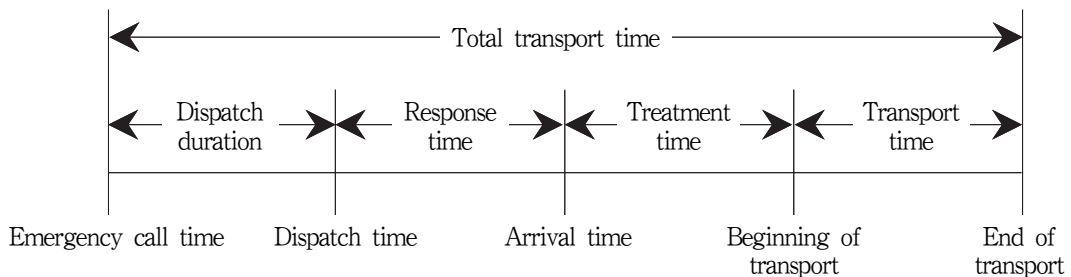 Total transport time
Dispatch
duration
Response
time
Treatment
time
Transport
time
Emergency call time
Dispatch time
Arrival time
Beginning of
transport
End of
transport